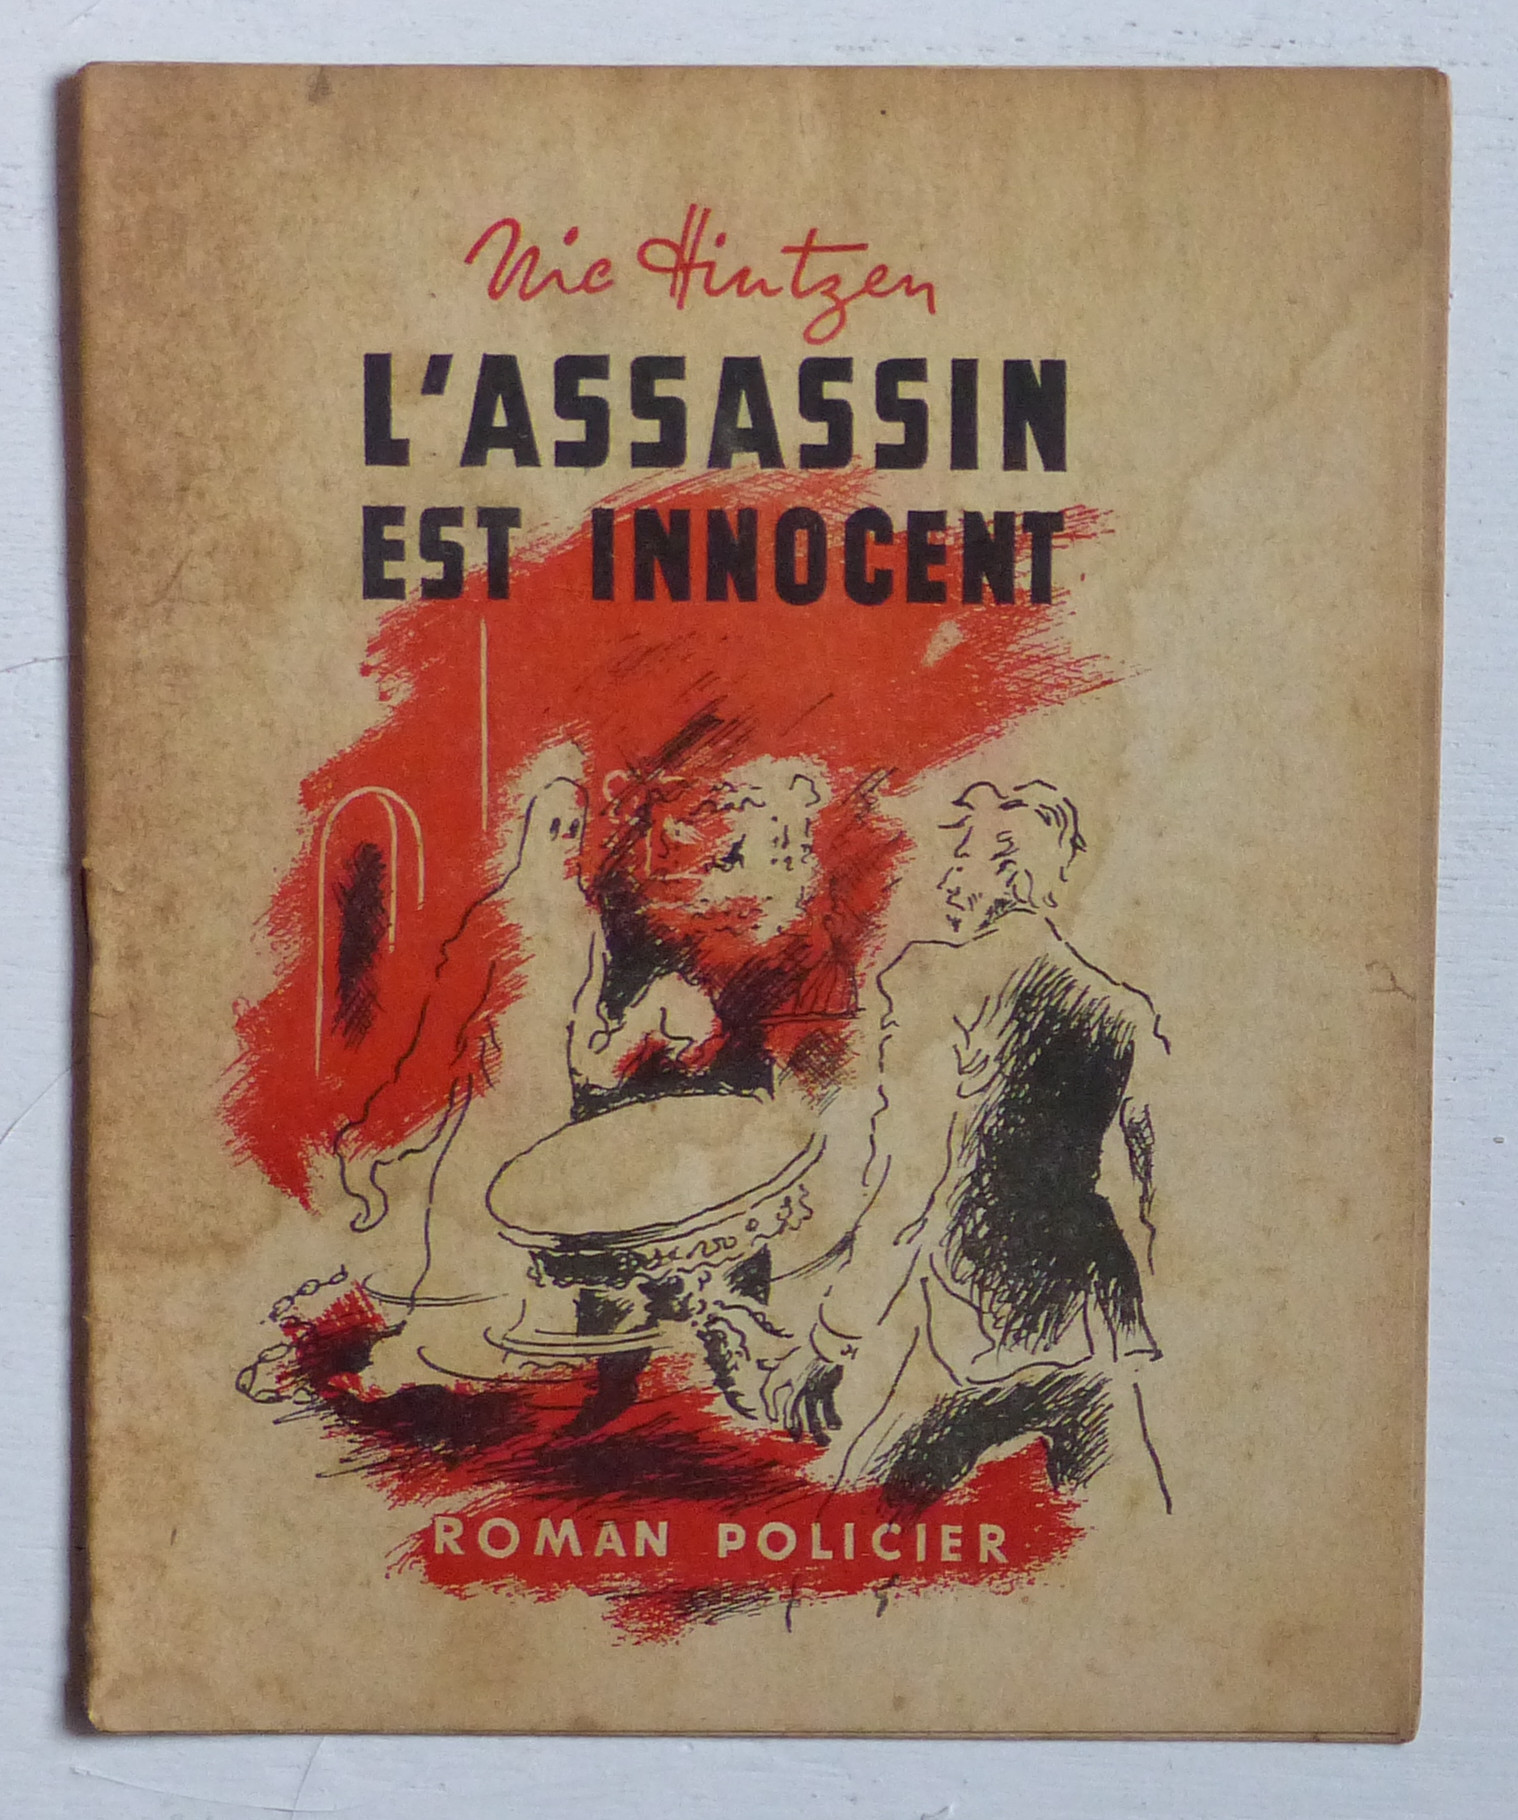 Nic Hintzen
L'ASSASSIN
EST INNOCENT
ROMAN POLICIER